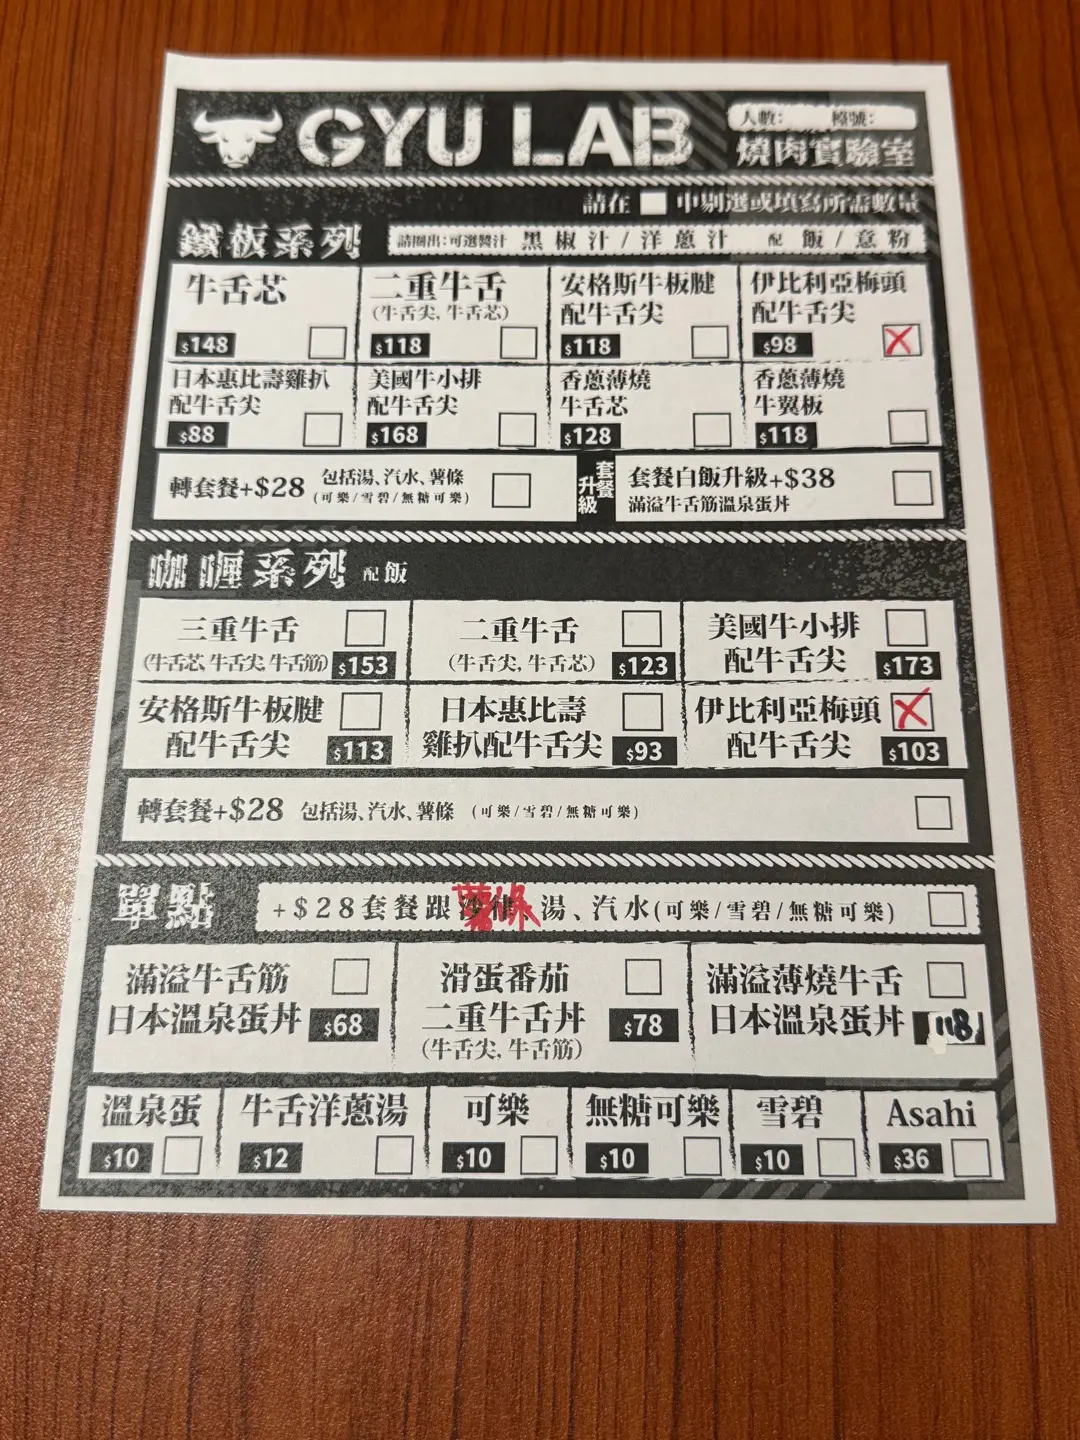 GYU LAB
人數： 檯號：
燒肉實驗室
請在 □ 中剔選或填寫所需數量
鐵板系列
請圈出：可選醬汁 黑椒汁 / 洋蔥汁 配 飯 / 意粉
牛舌芯
$148
二重牛舌
(牛舌尖, 牛舌芯)
$118
安格斯牛板腱
配牛舌尖
$118
伊比利亞梅頭
配牛舌尖
$98
日本惠比壽雞扒
配牛舌尖
$88
美國牛小排
配牛舌尖
$168
香蔥薄燒
牛舌芯
$128
香蔥薄燒
牛翼板
$118
轉套餐+$28 包括湯、汽水、薯條
(可樂/雪碧/無糖可樂)
套餐升級
套餐白飯升級+$38
滿溢牛舌筋溫泉蛋丼
咖喱系列 配飯
三重牛舌
(牛舌芯, 牛舌尖, 牛舌筋) $153
二重牛舌
(牛舌尖, 牛舌芯) $123
美國牛小排
配牛舌尖 $173
安格斯牛板腱
配牛舌尖 $113
日本惠比壽
雞扒配牛舌尖 $93
伊比利亞梅頭
配牛舌尖 $103
轉套餐+$28 包括湯、汽水、薯條 (可樂/雪碧/無糖可樂)
單點
+$28套餐跟薯條、湯、汽水(可樂/雪碧/無糖可樂)
滿溢牛舌筋
日本溫泉蛋丼 $68
滑蛋番茄
二重牛舌丼 $78
(牛舌尖, 牛舌筋)
滿溢薄燒牛舌
日本溫泉蛋丼 118
溫泉蛋
$10
牛舌洋蔥湯
$12
可樂
$10
無糖可樂
$10
雪碧
$10
Asahi
$36